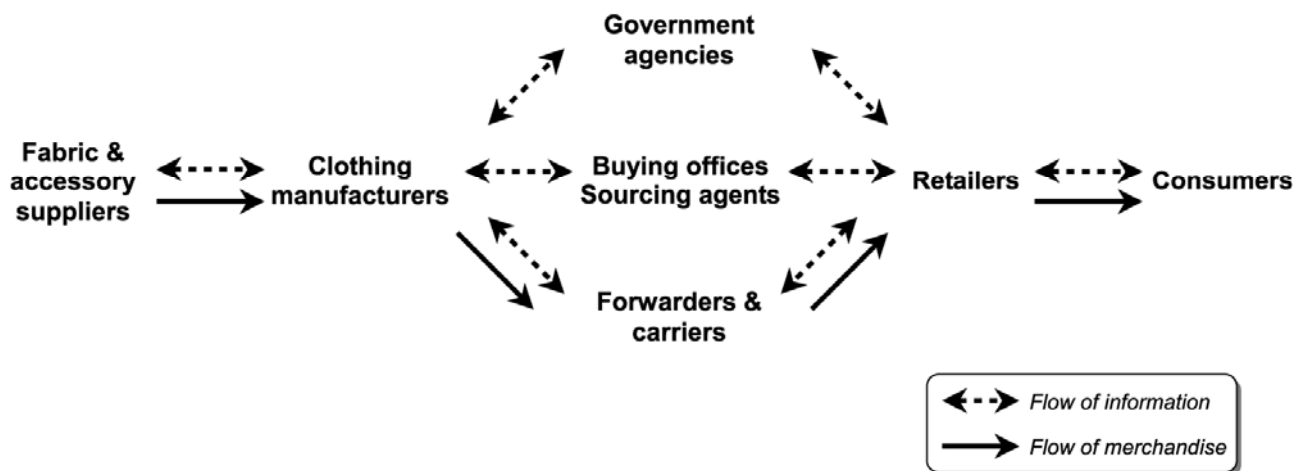 Government
agencies
Fabric &
accessory
suppliers
Clothing
manufacturers
Buying offices
Sourcing agents
Retailers
Consumers
Forwarders &
carriers
Flow of information
Flow of merchandise